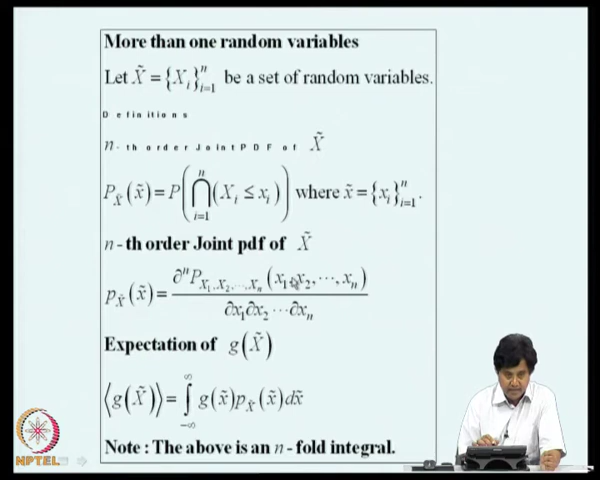 More than one random variables
Let X̃ = {X_i}_{i=1}^{n} be a set of random variables.
Definitions
n-th order Joint PDF of X̃
P_X̃(x̃) = P(⋂_{i=1}^{n}(X_i ≤ x_i)) where x̃ = {x_i}_{i=1}^{n}.
n-th order Joint pdf of X̃
p_X̃(x̃) = ∂ⁿP_{X_1,X_2,⋯,X_n}(x_1, x_2, ⋯, x_n) / ∂x_1∂x_2⋯∂x_n
Expectation of g(X̃)
⟨g(X̃)⟩ = ∫_{-∞}^{∞} g(x̃)p_X̃(x̃)dx̃
Note : The above is an n-fold integral.
NPTEL